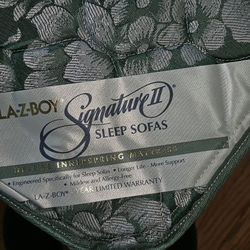 LA-Z-BOY® Signature II
SLEEP SOFAS
INNERSPRING MATTRESS
• Engineered Specifically for Sleep Sofas • Longer Life • More Support
• Mildew and Allergy-Free
LA-Z-BOY® YEAR LIMITED WARRANTY